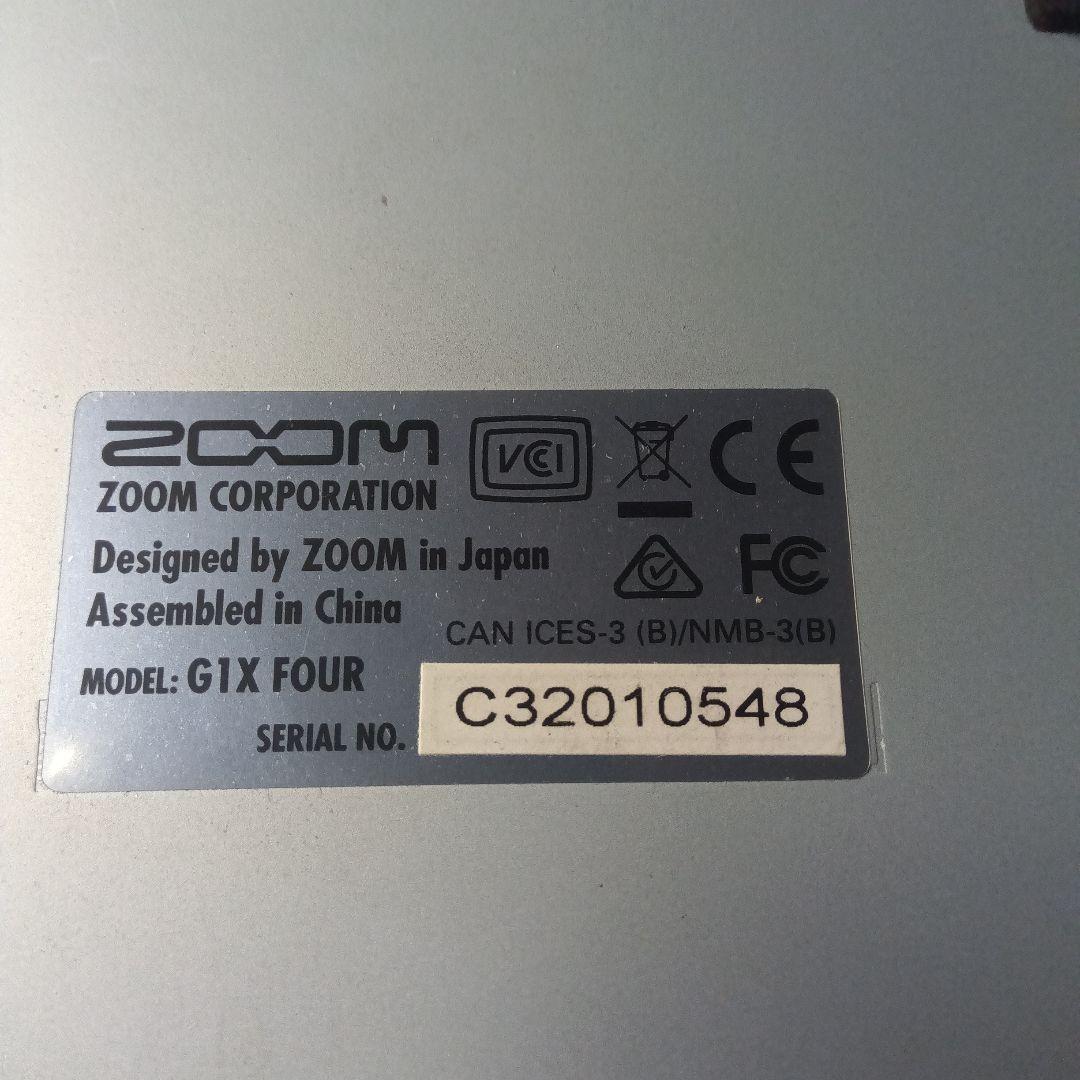 ZOOM
ZOOM CORPORATION
VCCI
CE
Designed by ZOOM in Japan
Assembled in China
FC
CAN ICES-3 (B)/NMB-3(B)
MODEL: G1X FOUR
SERIAL NO. C32010548